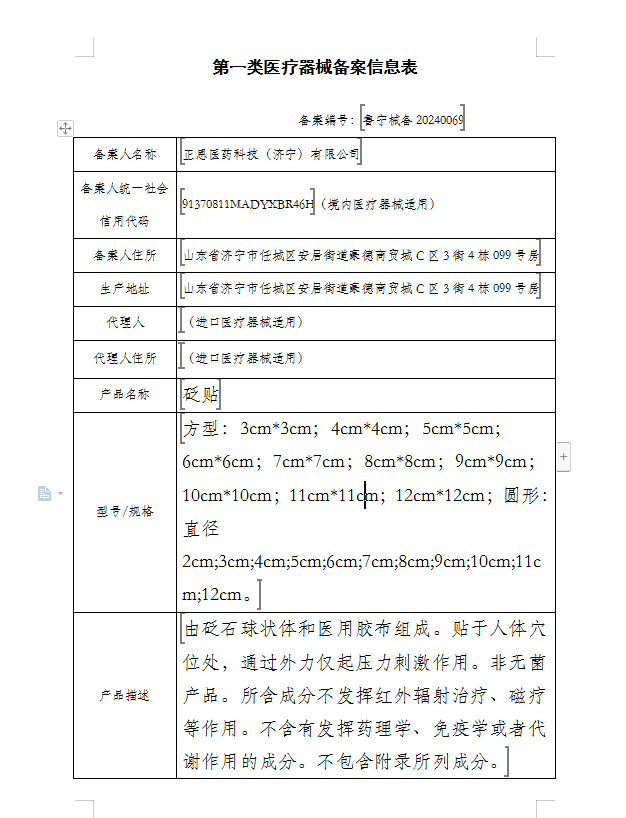 第一类医疗器械备案信息表
备案编号：鲁宁械备 20240069
备案人名称
正恩医药科技（济宁）有限公司
备案人统一社会
信用代码
91370811MADYXBR46H（境内医疗器械适用）
备案人住所
山东省济宁市任城区安居街道豪德商贸城 C 区 3 街 4 栋 099 号房
生产地址
山东省济宁市任城区安居街道豪德商贸城 C 区 3 街 4 栋 099 号房
代理人
（进口医疗器械适用）
代理人住所
（进口医疗器械适用）
产品名称
砭贴
型号/规格
方型：3cm*3cm；4cm*4cm；5cm*5cm；
6cm*6cm；7cm*7cm；8cm*8cm；9cm*9cm；
10cm*10cm；11cm*11cm；12cm*12cm；圆形：
直径
2cm;3cm;4cm;5cm;6cm;7cm;8cm;9cm;10cm;11c
m;12cm。
产品描述
由砭石球状体和医用胶布组成。贴于人体穴
位处，通过外力仅起压力刺激作用。非无菌
产品。所含成分不发挥红外辐射治疗、磁疗
等作用。不含有发挥药理学、免疫学或者代
谢作用的成分。不包含附录所列成分。